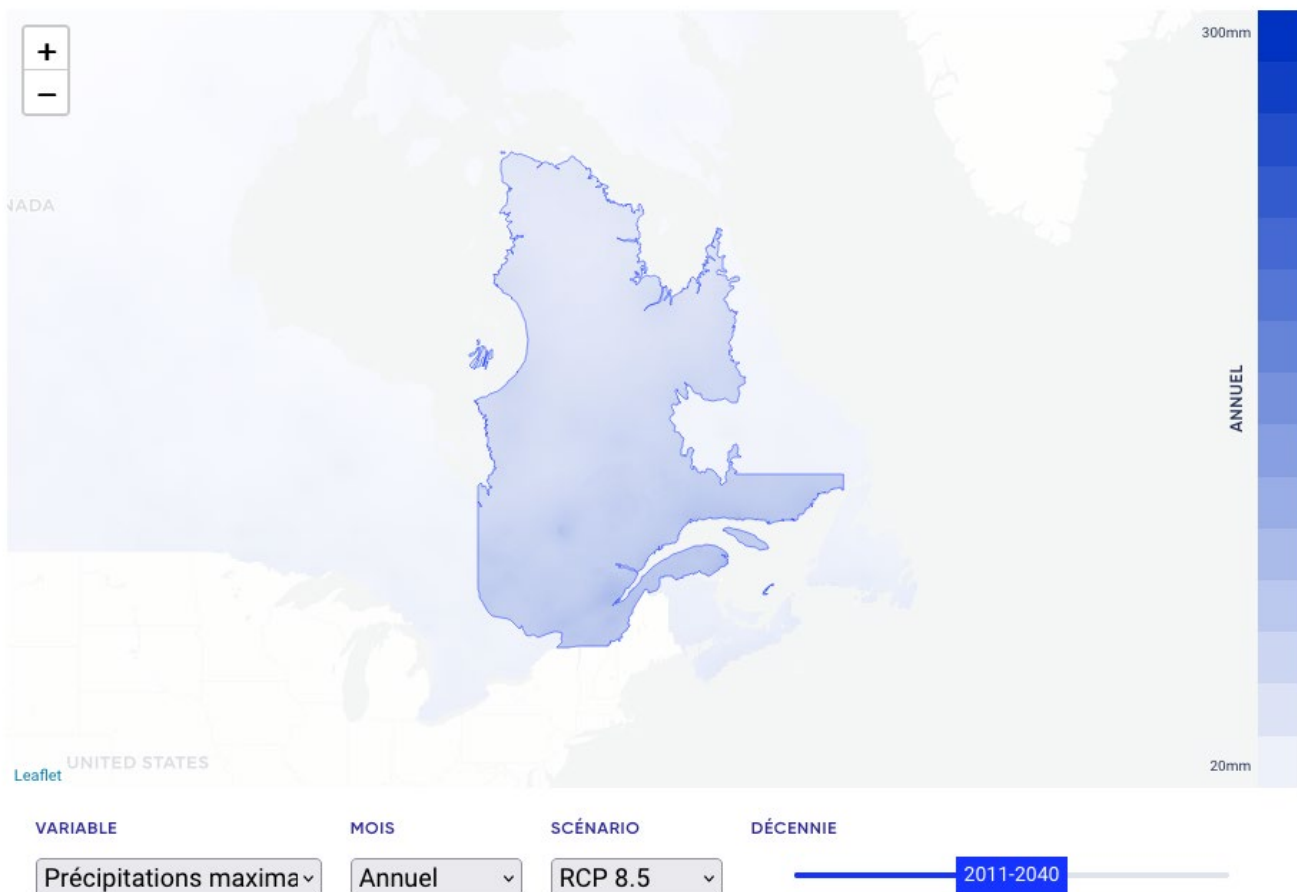 +
300mm
−
NADA
ANNUEL
UNITED STATES
20mm
Leaflet
VARIABLE MOIS SCÉNARIO DÉCENNIE
Précipitations maxima Annuel RCP 8.5 2011-2040